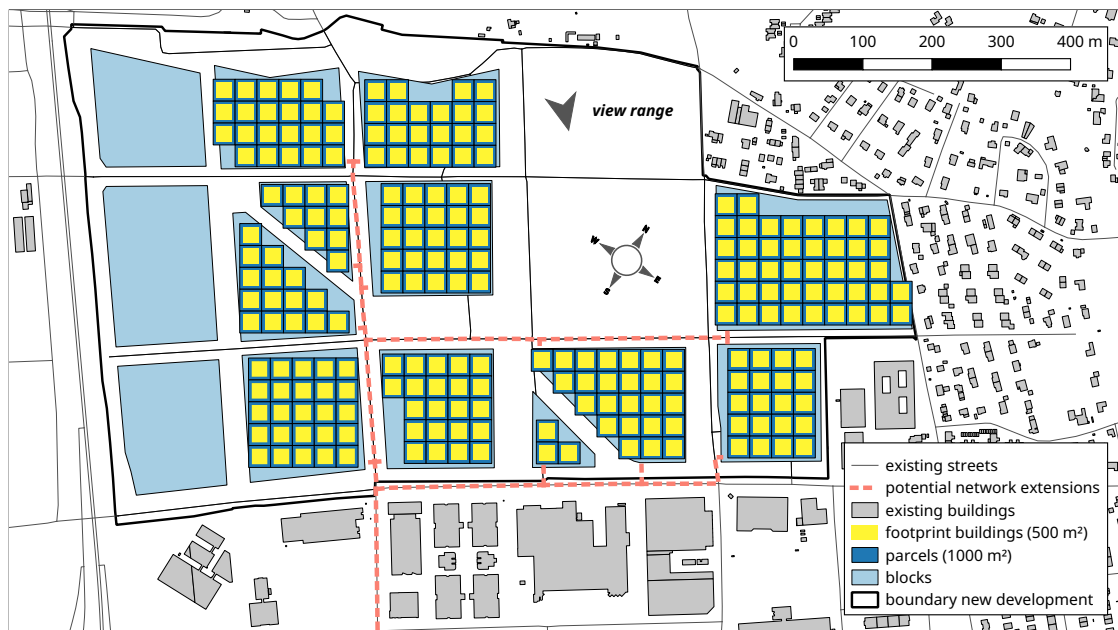 0 100 200 300 400 m
view range
W N
S E
existing streets
potential network extensions
existing buildings
footprint buildings (500 m²)
parcels (1000 m²)
blocks
boundary new development